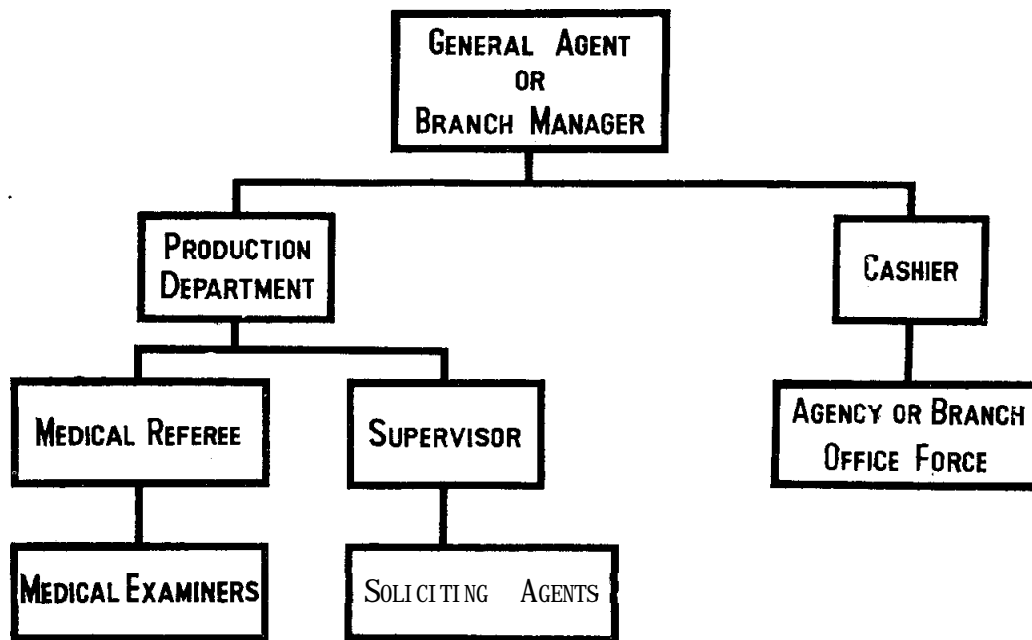 GENERAL AGENT
OR
BRANCH MANAGER
PRODUCTION
DEPARTMENT
CASHIER
MEDICAL REFEREE
SUPERVISOR
AGENCY OR BRANCH
OFFICE FORCE
MEDICAL EXAMINERS
SOLICITING AGENTS